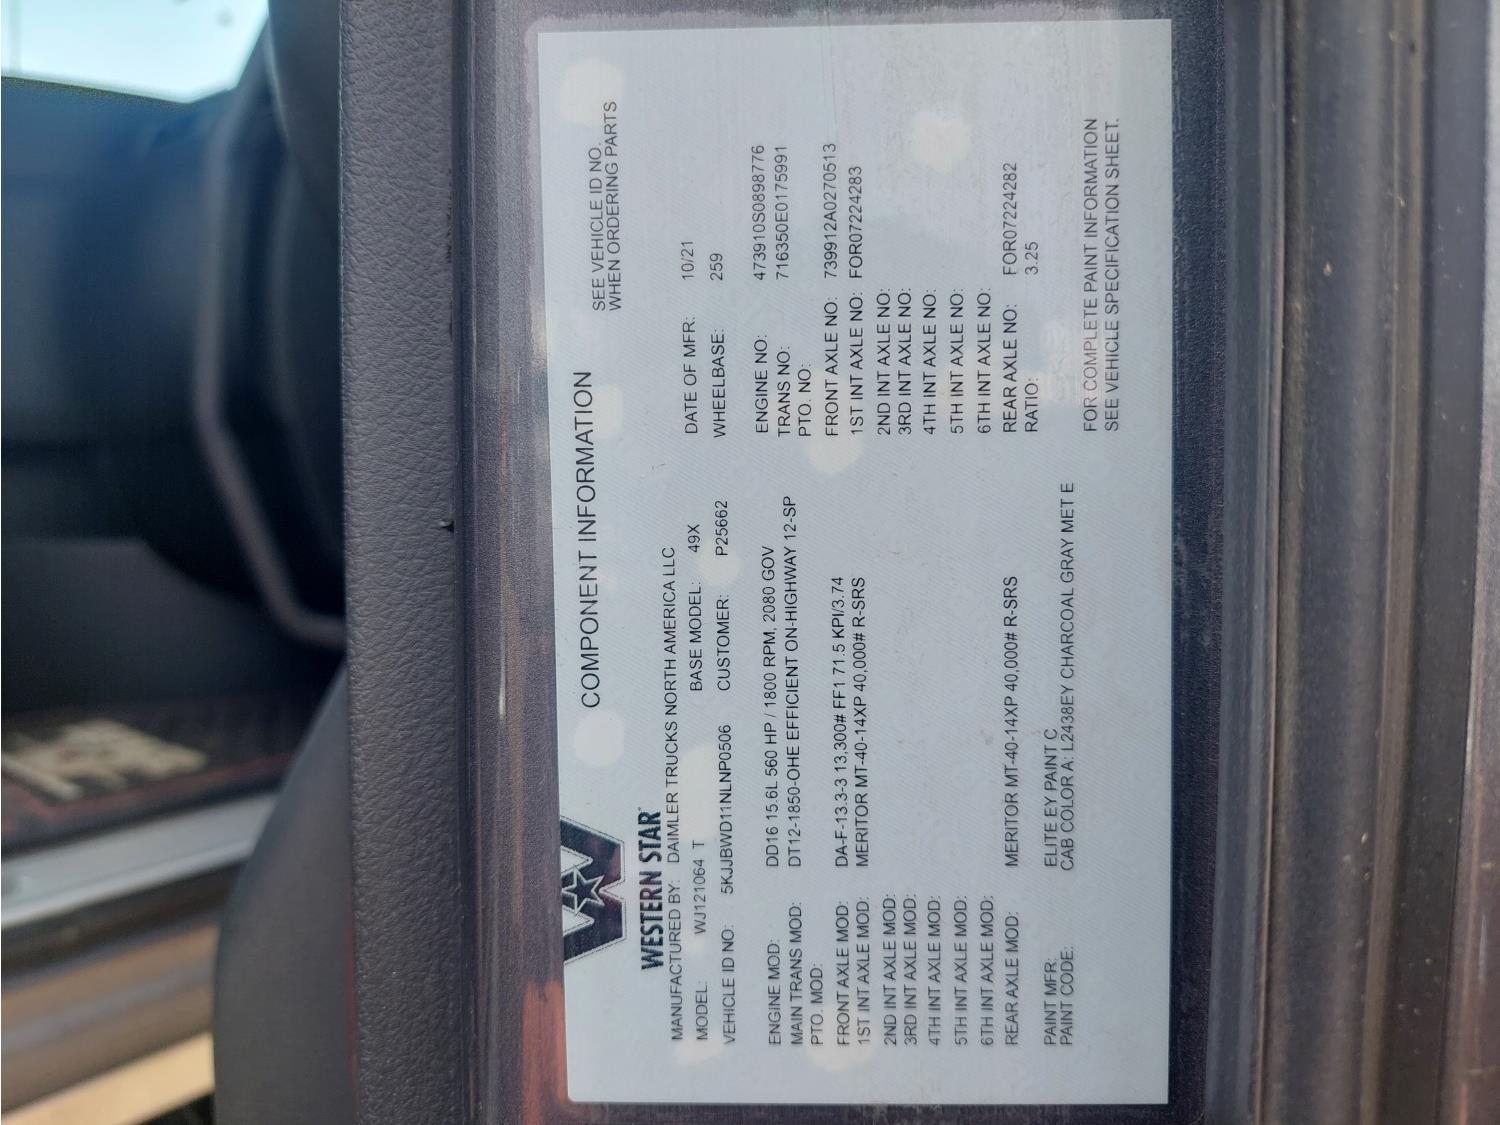 COMPONENT INFORMATION
SEE VEHICLE ID NO.
WHEN ORDERING PARTS
WESTERN STAR
MANUFACTURED BY: DAIMLER TRUCKS NORTH AMERICA LLC
MODEL: WJ121064 T BASE MODEL: 49X DATE OF MFR: 10/21
VEHICLE ID NO: 5KJJBWD11NLNP0506 CUSTOMER: P25662 WHEELBASE: 259
ENGINE MOD: DD16 15.6L 560 HP / 1800 RPM, 2080 GOV ENGINE NO: 473910S0898776
MAIN TRANS MOD: DT12-1850-OHE EFFICIENT ON-HIGHWAY 12-SP TRANS NO: 716350E0175991
PTO. MOD: PTO. NO:
FRONT AXLE MOD: DA-F-13.3-3 13,300# FF1 71.5 KPI/3.74 FRONT AXLE NO: 739912A0270513
1ST INT AXLE MOD: MERITOR MT-40-14XP 40,000# R-SRS 1ST INT AXLE NO: FOR07224283
2ND INT AXLE MOD: 2ND INT AXLE NO:
3RD INT AXLE MOD: 3RD INT AXLE NO:
4TH INT AXLE MOD: 4TH INT AXLE NO:
5TH INT AXLE MOD: 5TH INT AXLE NO:
6TH INT AXLE MOD: 6TH INT AXLE NO:
REAR AXLE MOD: MERITOR MT-40-14XP 40,000# R-SRS REAR AXLE NO: FOR07224282
RATIO: 3.25
PAINT MFR: ELITE EY PAINT C
PAINT CODE: CAB COLOR A: L2438EY CHARCOAL GRAY MET E
FOR COMPLETE PAINT INFORMATION
SEE VEHICLE SPECIFICATION SHEET.